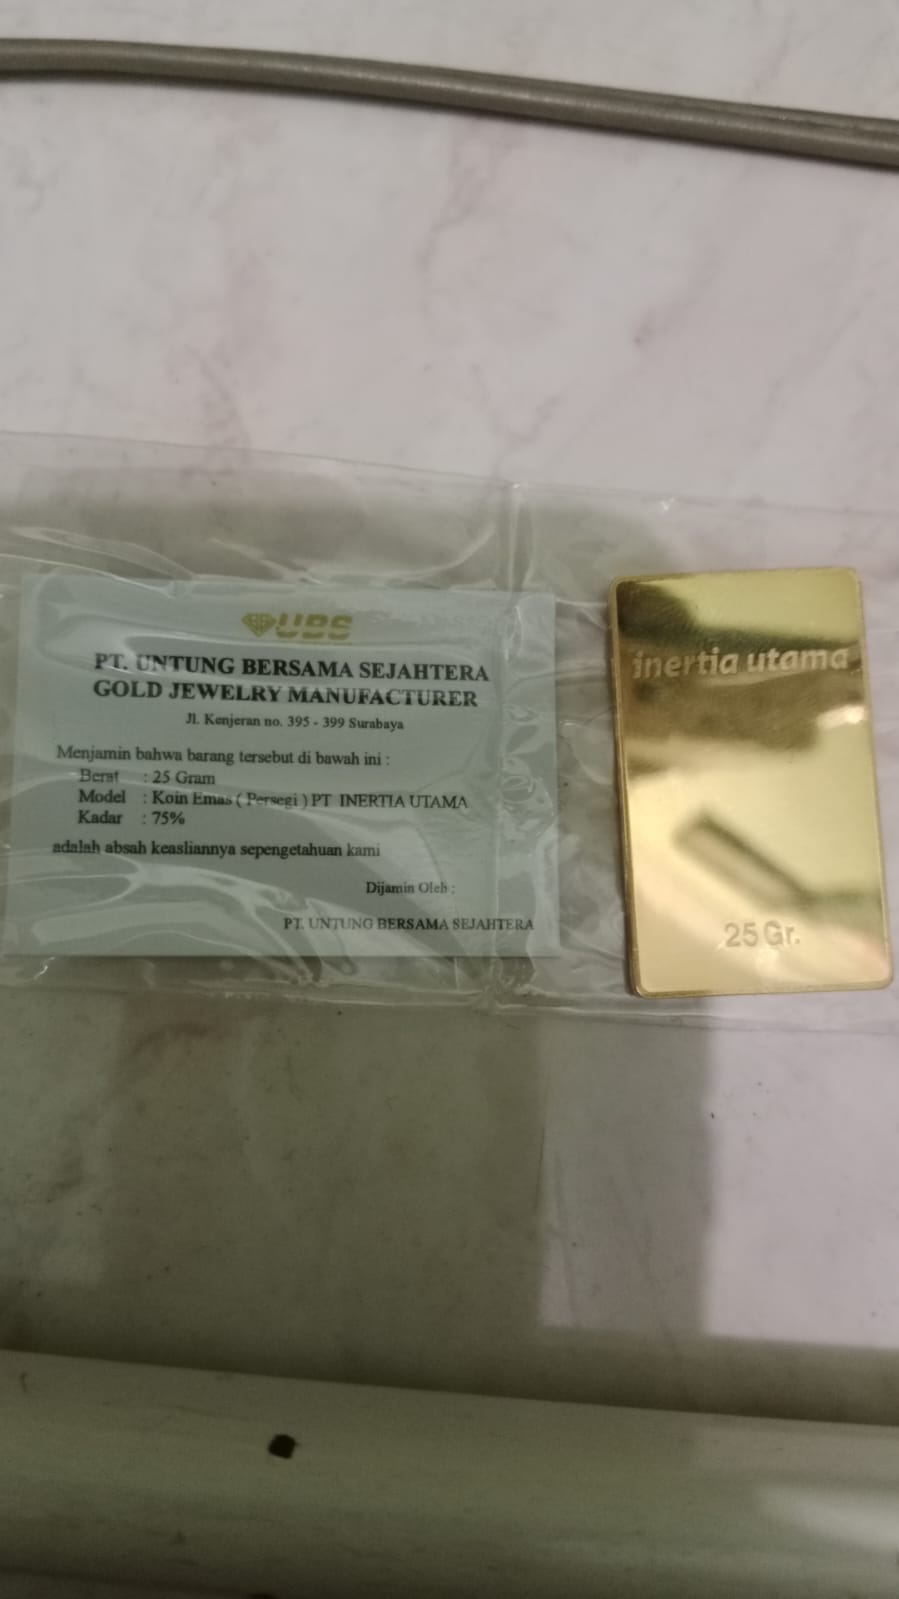 UBS
PT. UNTUNG BERSAMA SEJAHTERA
GOLD JEWELRY MANUFACTURER
Jl. Kenjeran no. 395 - 399 Surabaya
Menjamin bahwa barang tersebut di bawah ini :
Berat : 25 Gram
Model : Koin Emas ( Persegi ) PT INERTIA UTAMA
Kadar : 75%
adalah absah keasliannya sepengetahuan kami
Dijamin Oleh :
PT. UNTUNG BERSAMA SEJAHTERA
inertia utama
25 Gr.